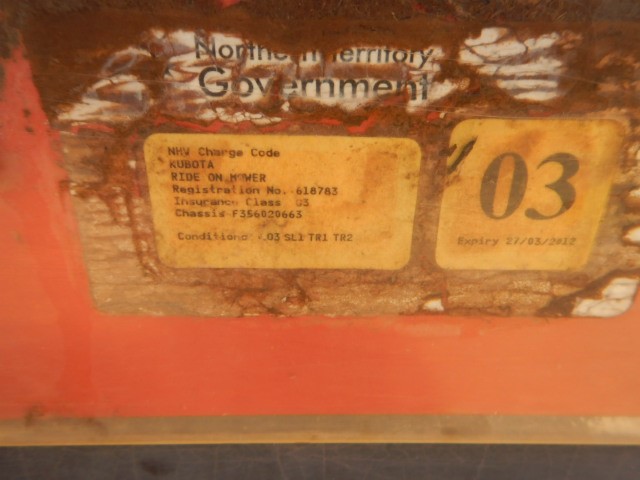 Northern Territory
Government
NHV Charge Code
KUBOTA
RIDE ON MOWER
Registration No. 618783
Insurance Class 03
Chassis F356020663
Conditions - 03 SL1 TR1 TR2
03
Expiry 27/03/2012